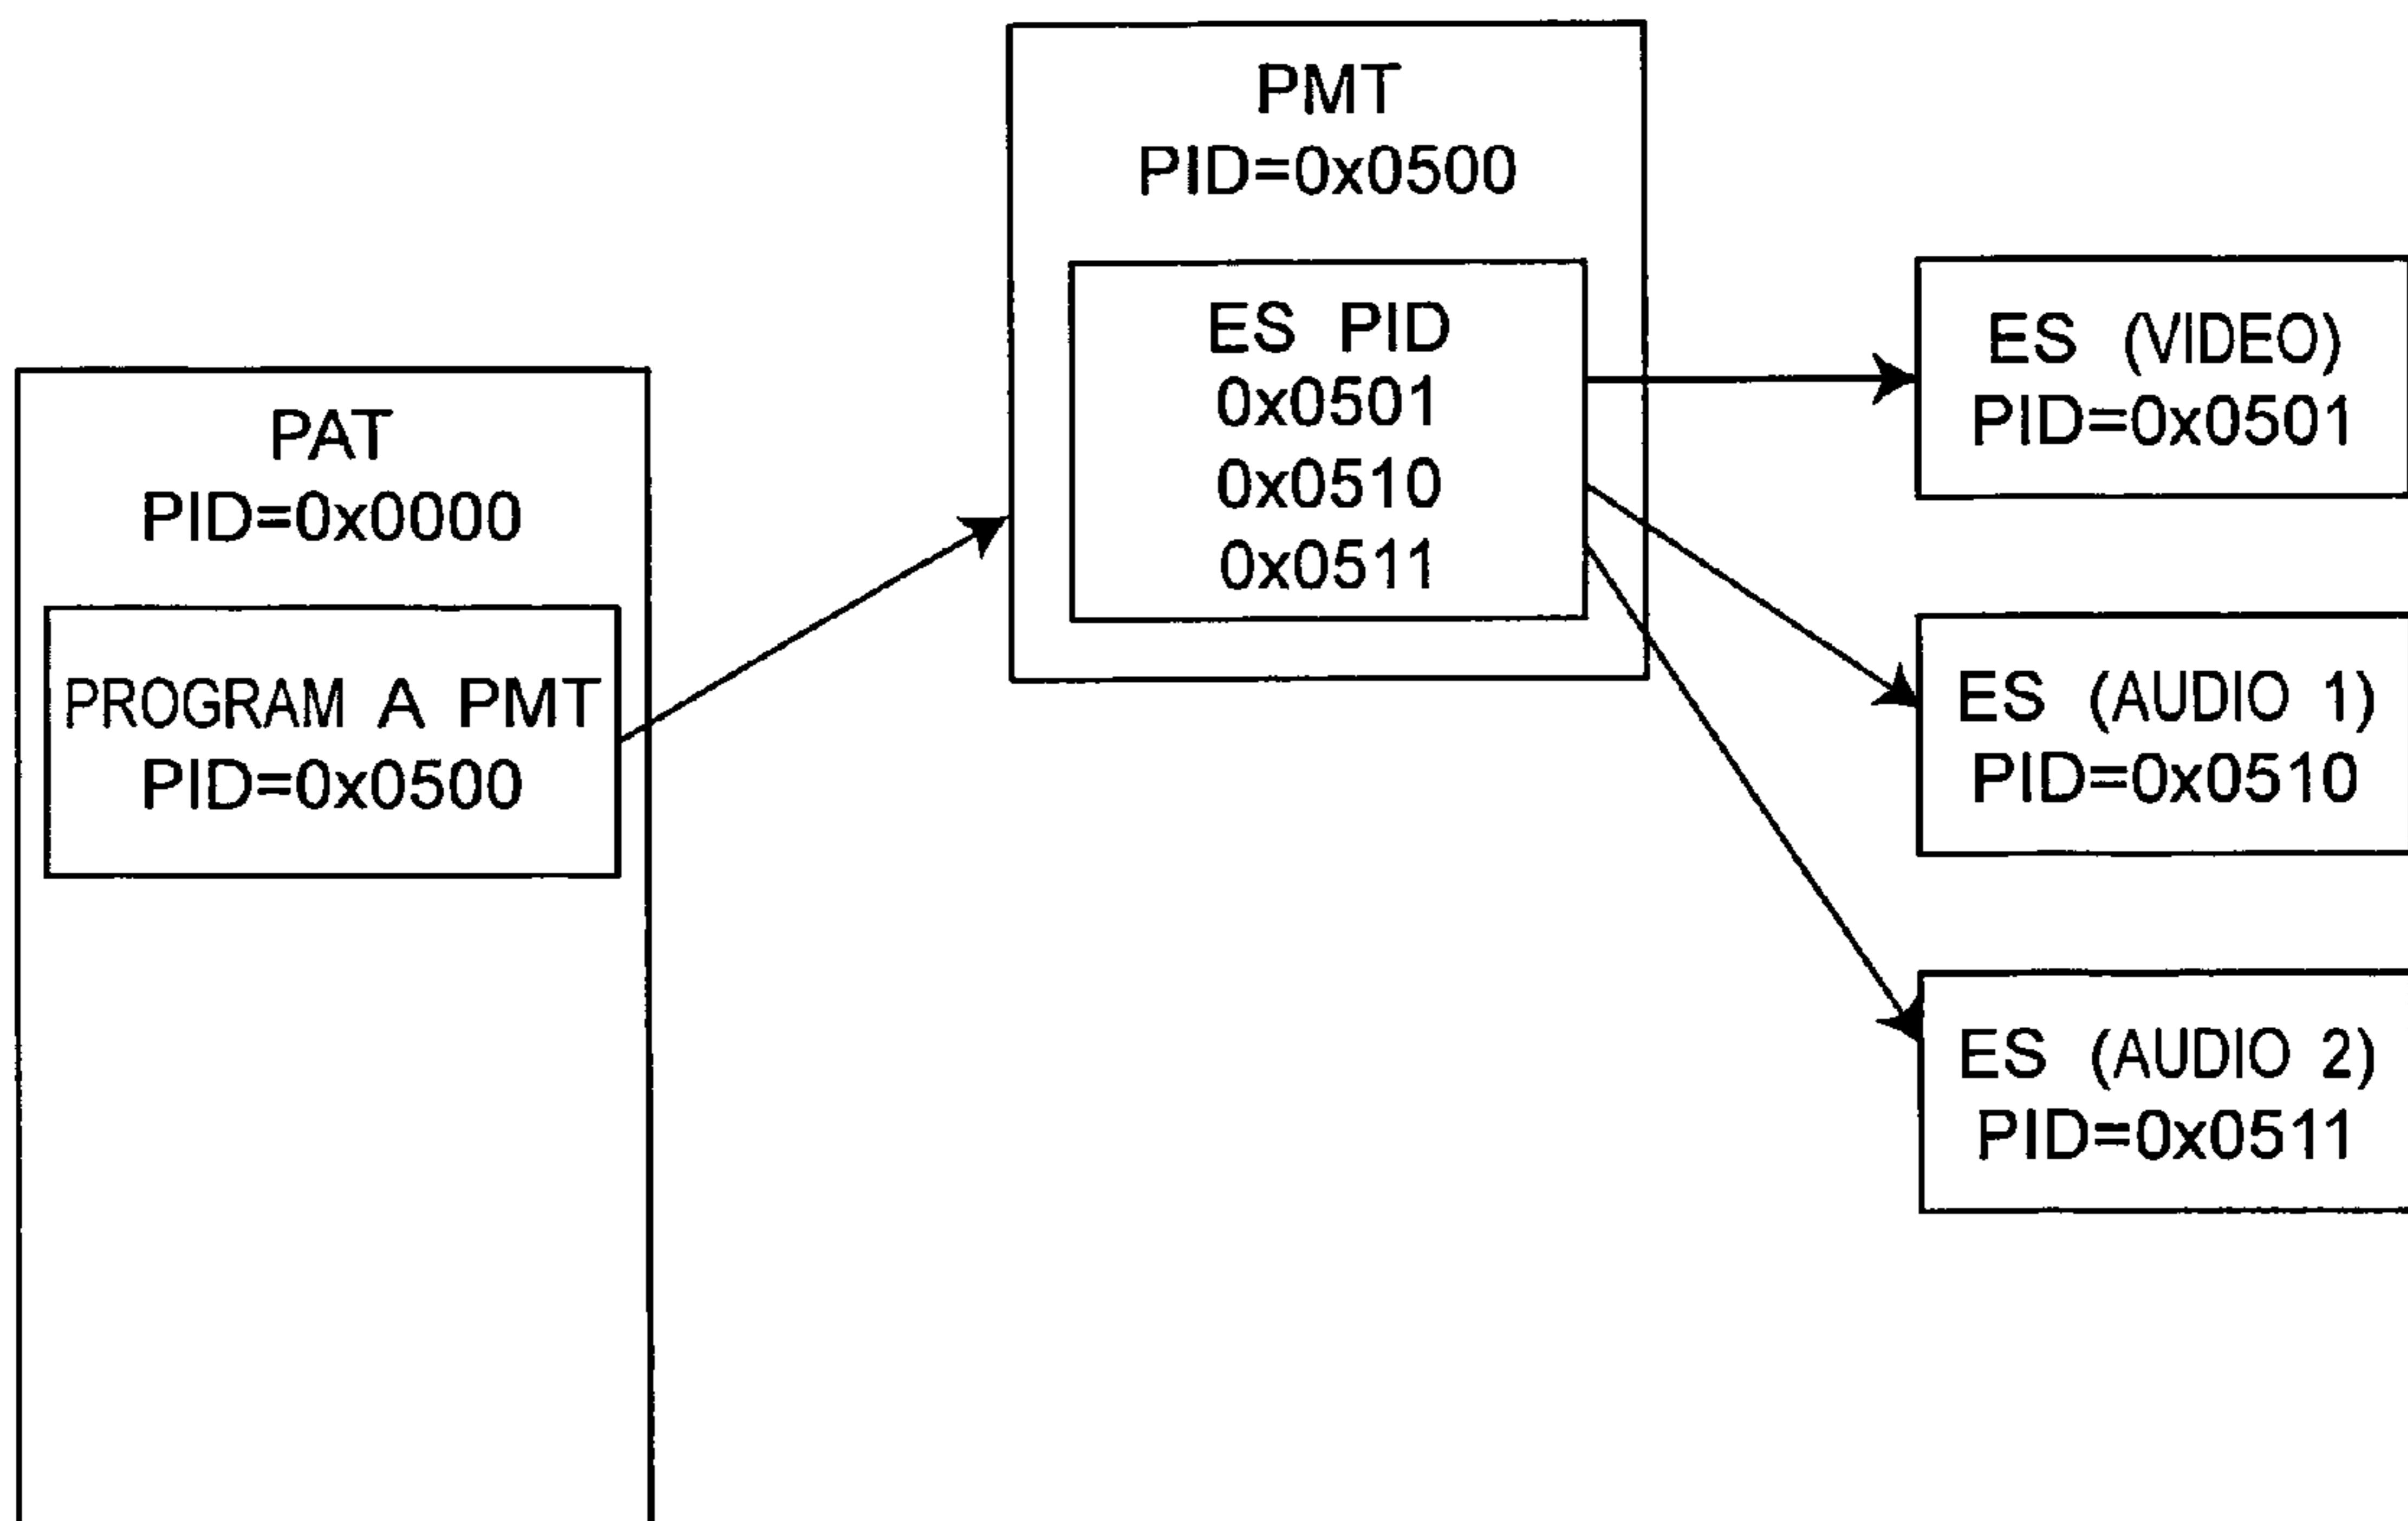 PAT
PID=0x0000
PROGRAM A PMT
PID=0x0500
PMT
PID=0x0500
ES PID
0x0501
0x0510
0x0511
ES (VIDEO)
PID=0x0501
ES (AUDIO 1)
PID=0x0510
ES (AUDIO 2)
PID=0x0511